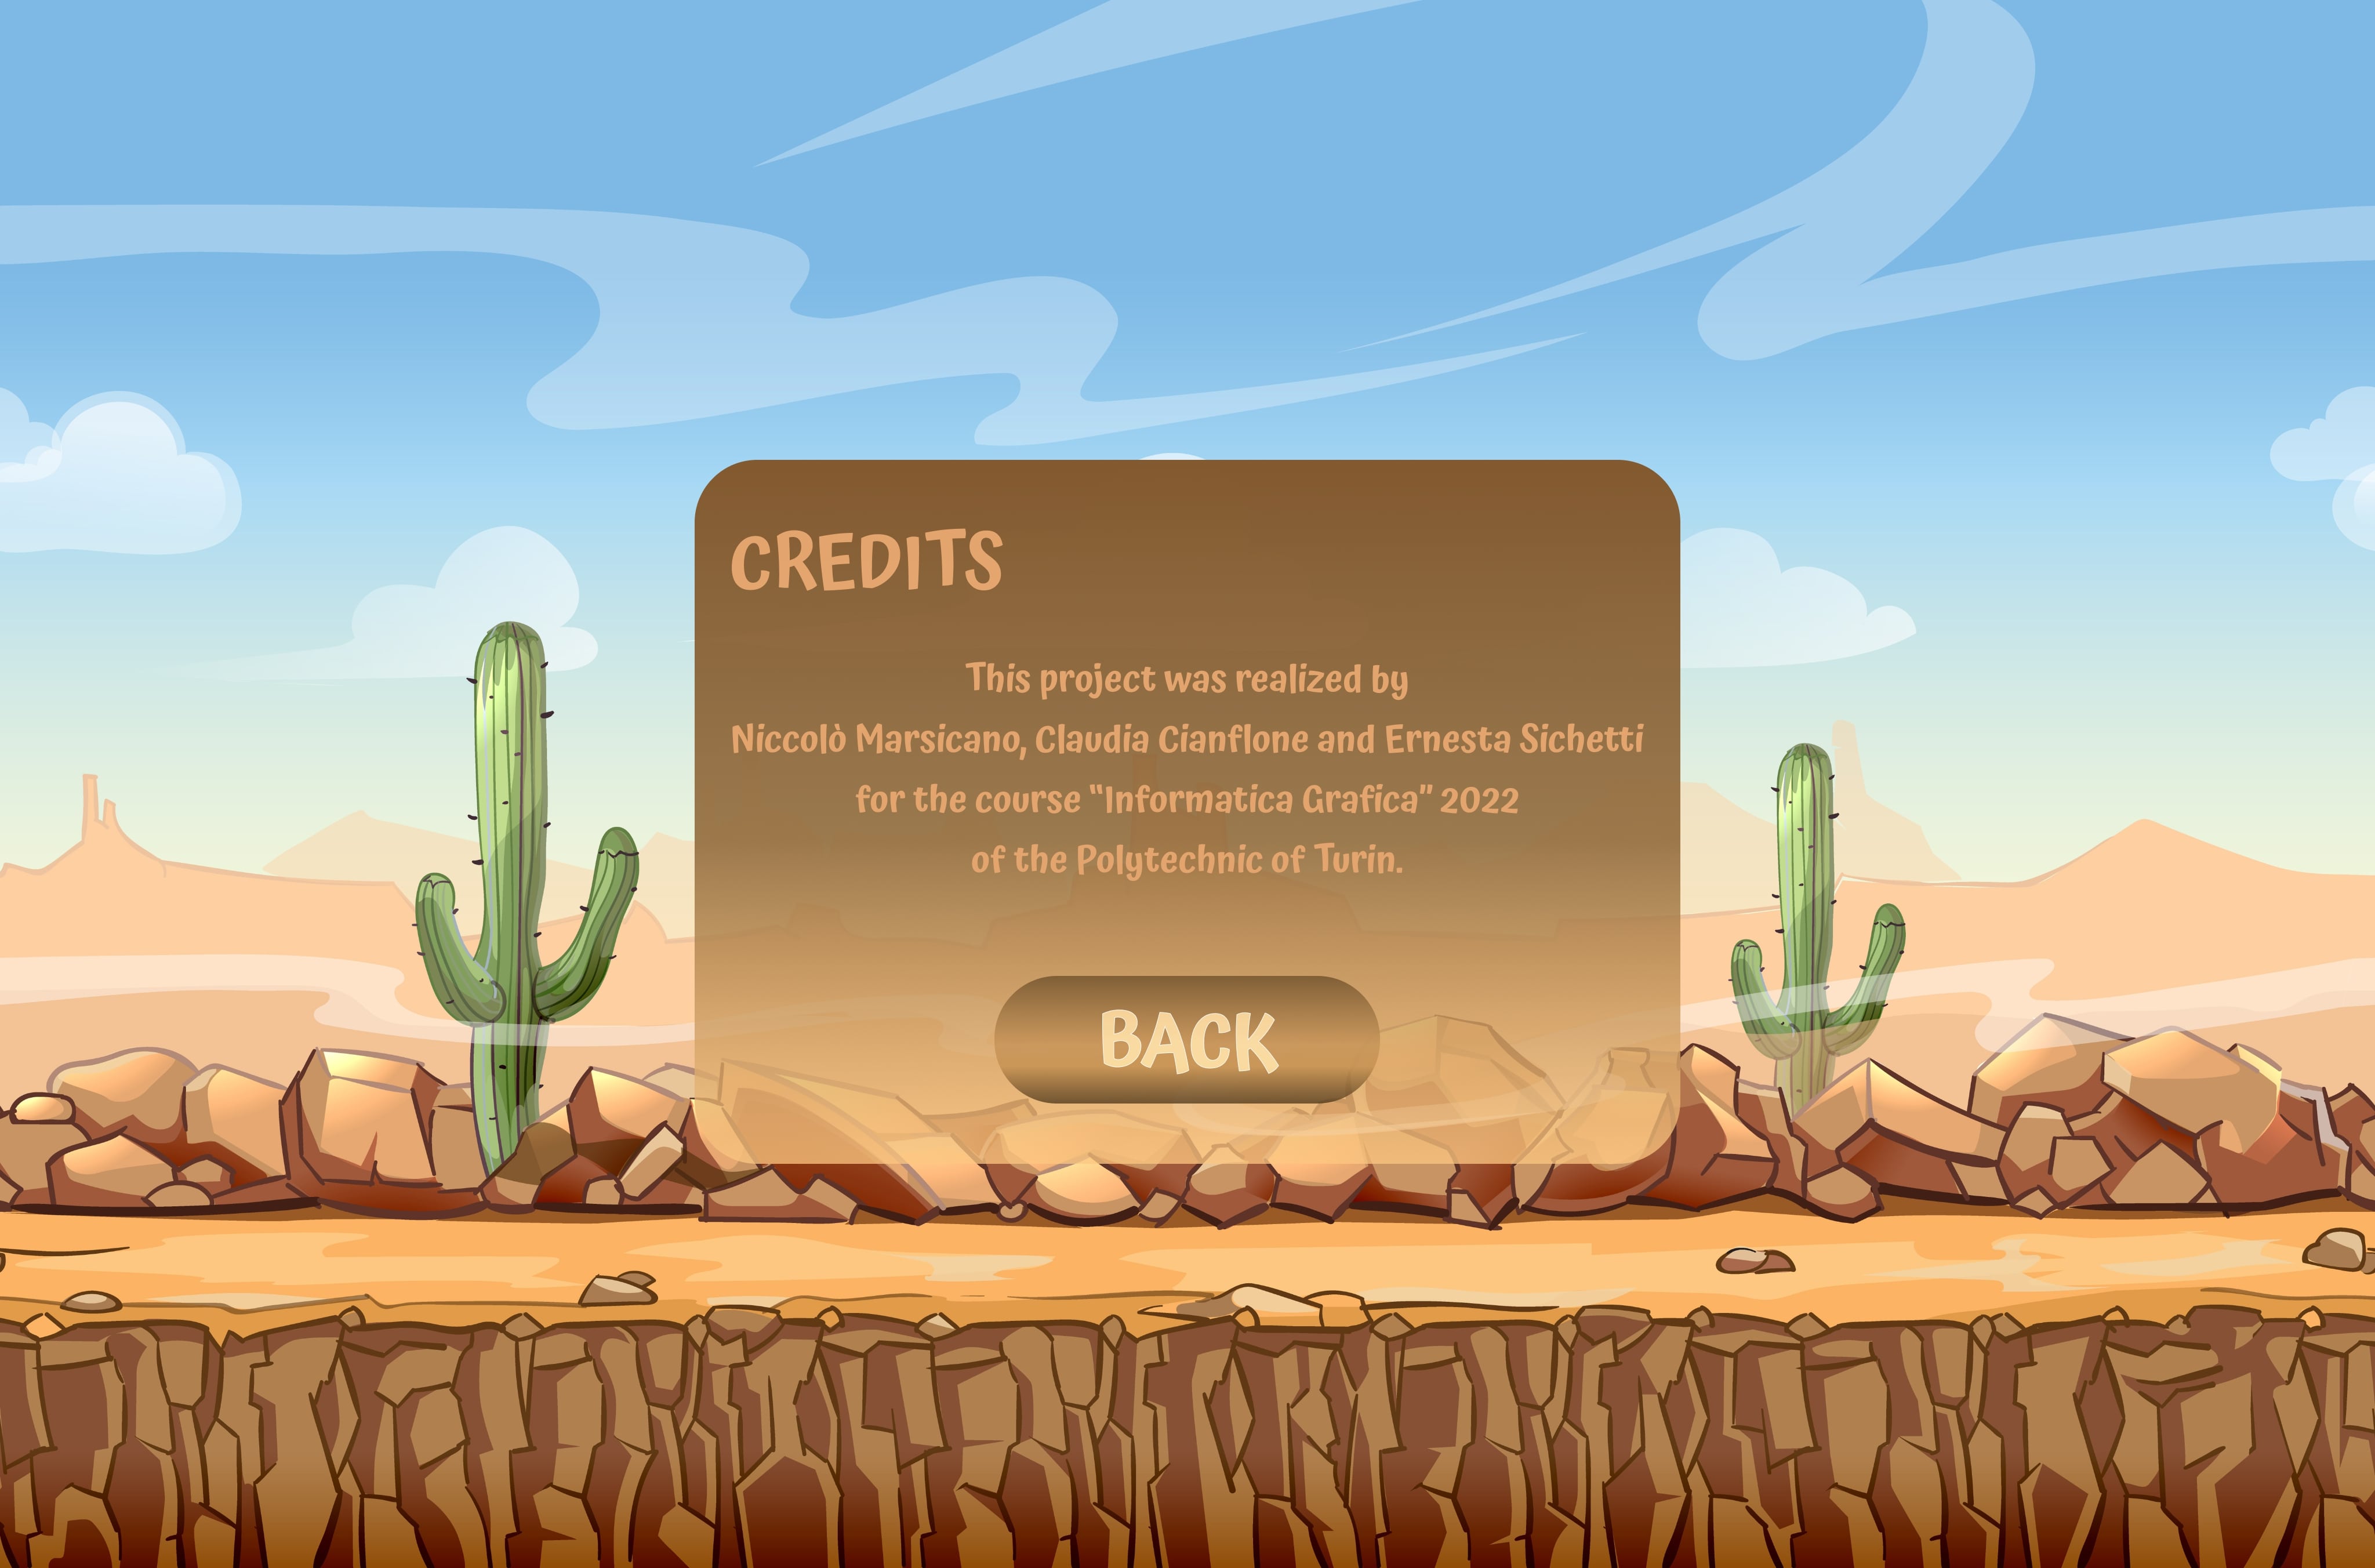 CREDITS
This project was realized by
Niccolò Marsicano, Claudia Cianflone and Ernesta Sichetti
for the course “Informatica Grafica” 2022
of the Polytechnic of Turin.
BACK